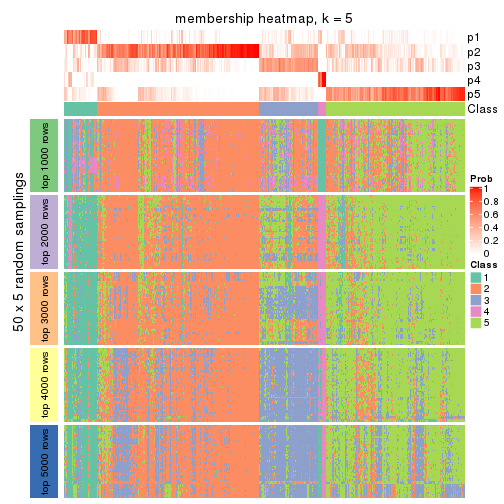 membership heatmap, k = 5
p1
p2
p3
p4
p5
Class
50 x 5 random samplings
top 1000 rows
top 2000 rows
top 3000 rows
top 4000 rows
top 5000 rows
Prob
1
0.8
0.6
0.4
0.2
0
Class
1
2
3
4
5